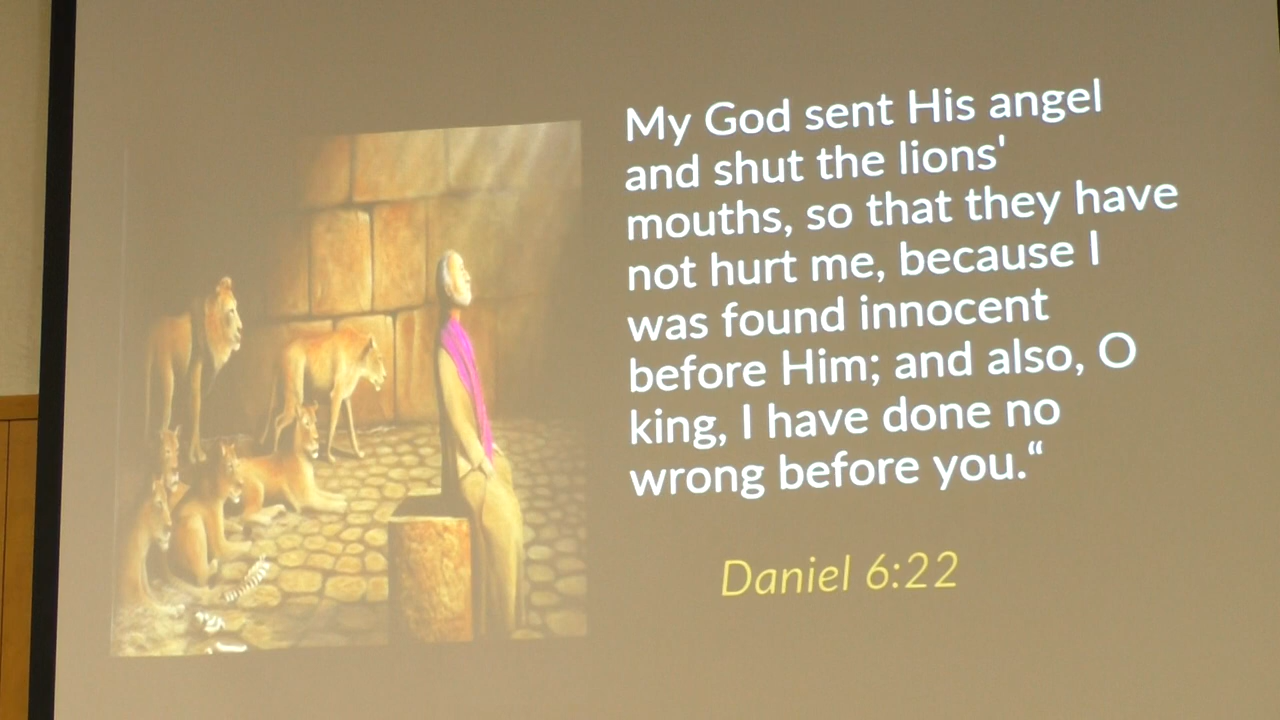 My God sent His angel
and shut the lions'
mouths, so that they have
not hurt me, because I
was found innocent
before Him; and also, O
king, I have done no
wrong before you.“
Daniel 6:22